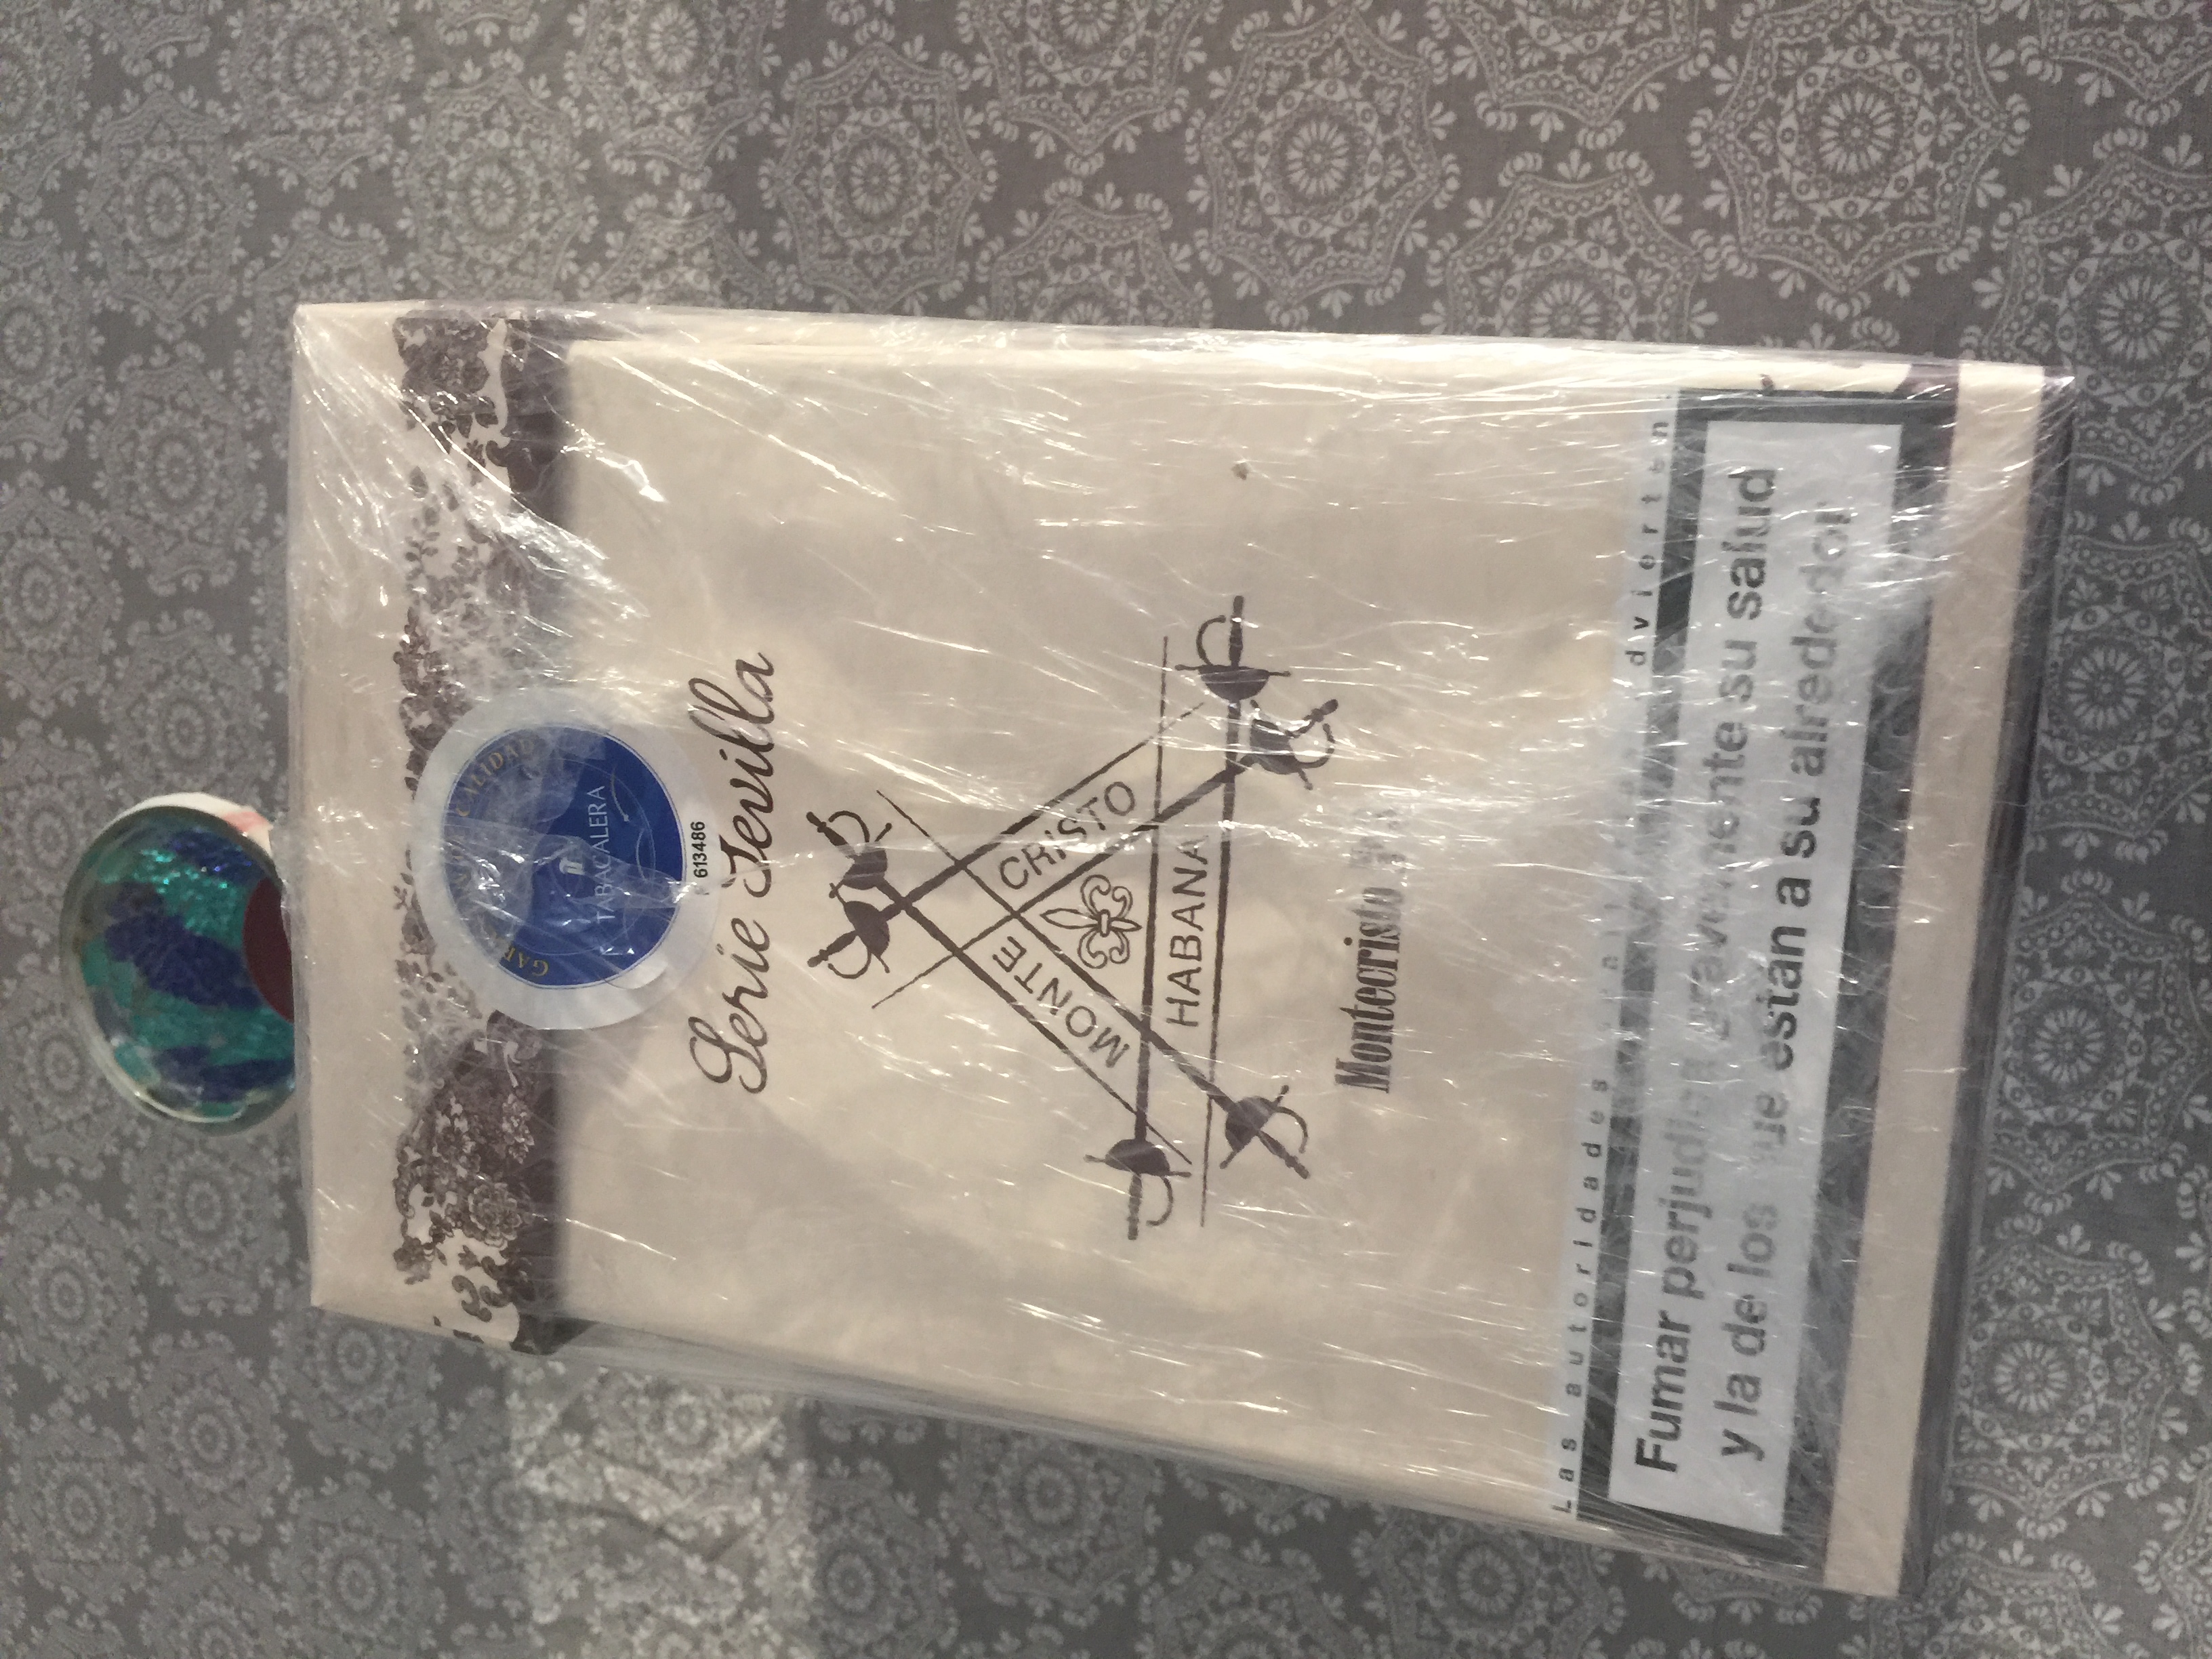 CALIDAD
TABACALERA
613486
Serie Sevilla
MONTE
CRISTO
HABANA
Montecristo
Las autoridades
Fumar perjudica gravemente su salud
y la de los que están a su alrededor